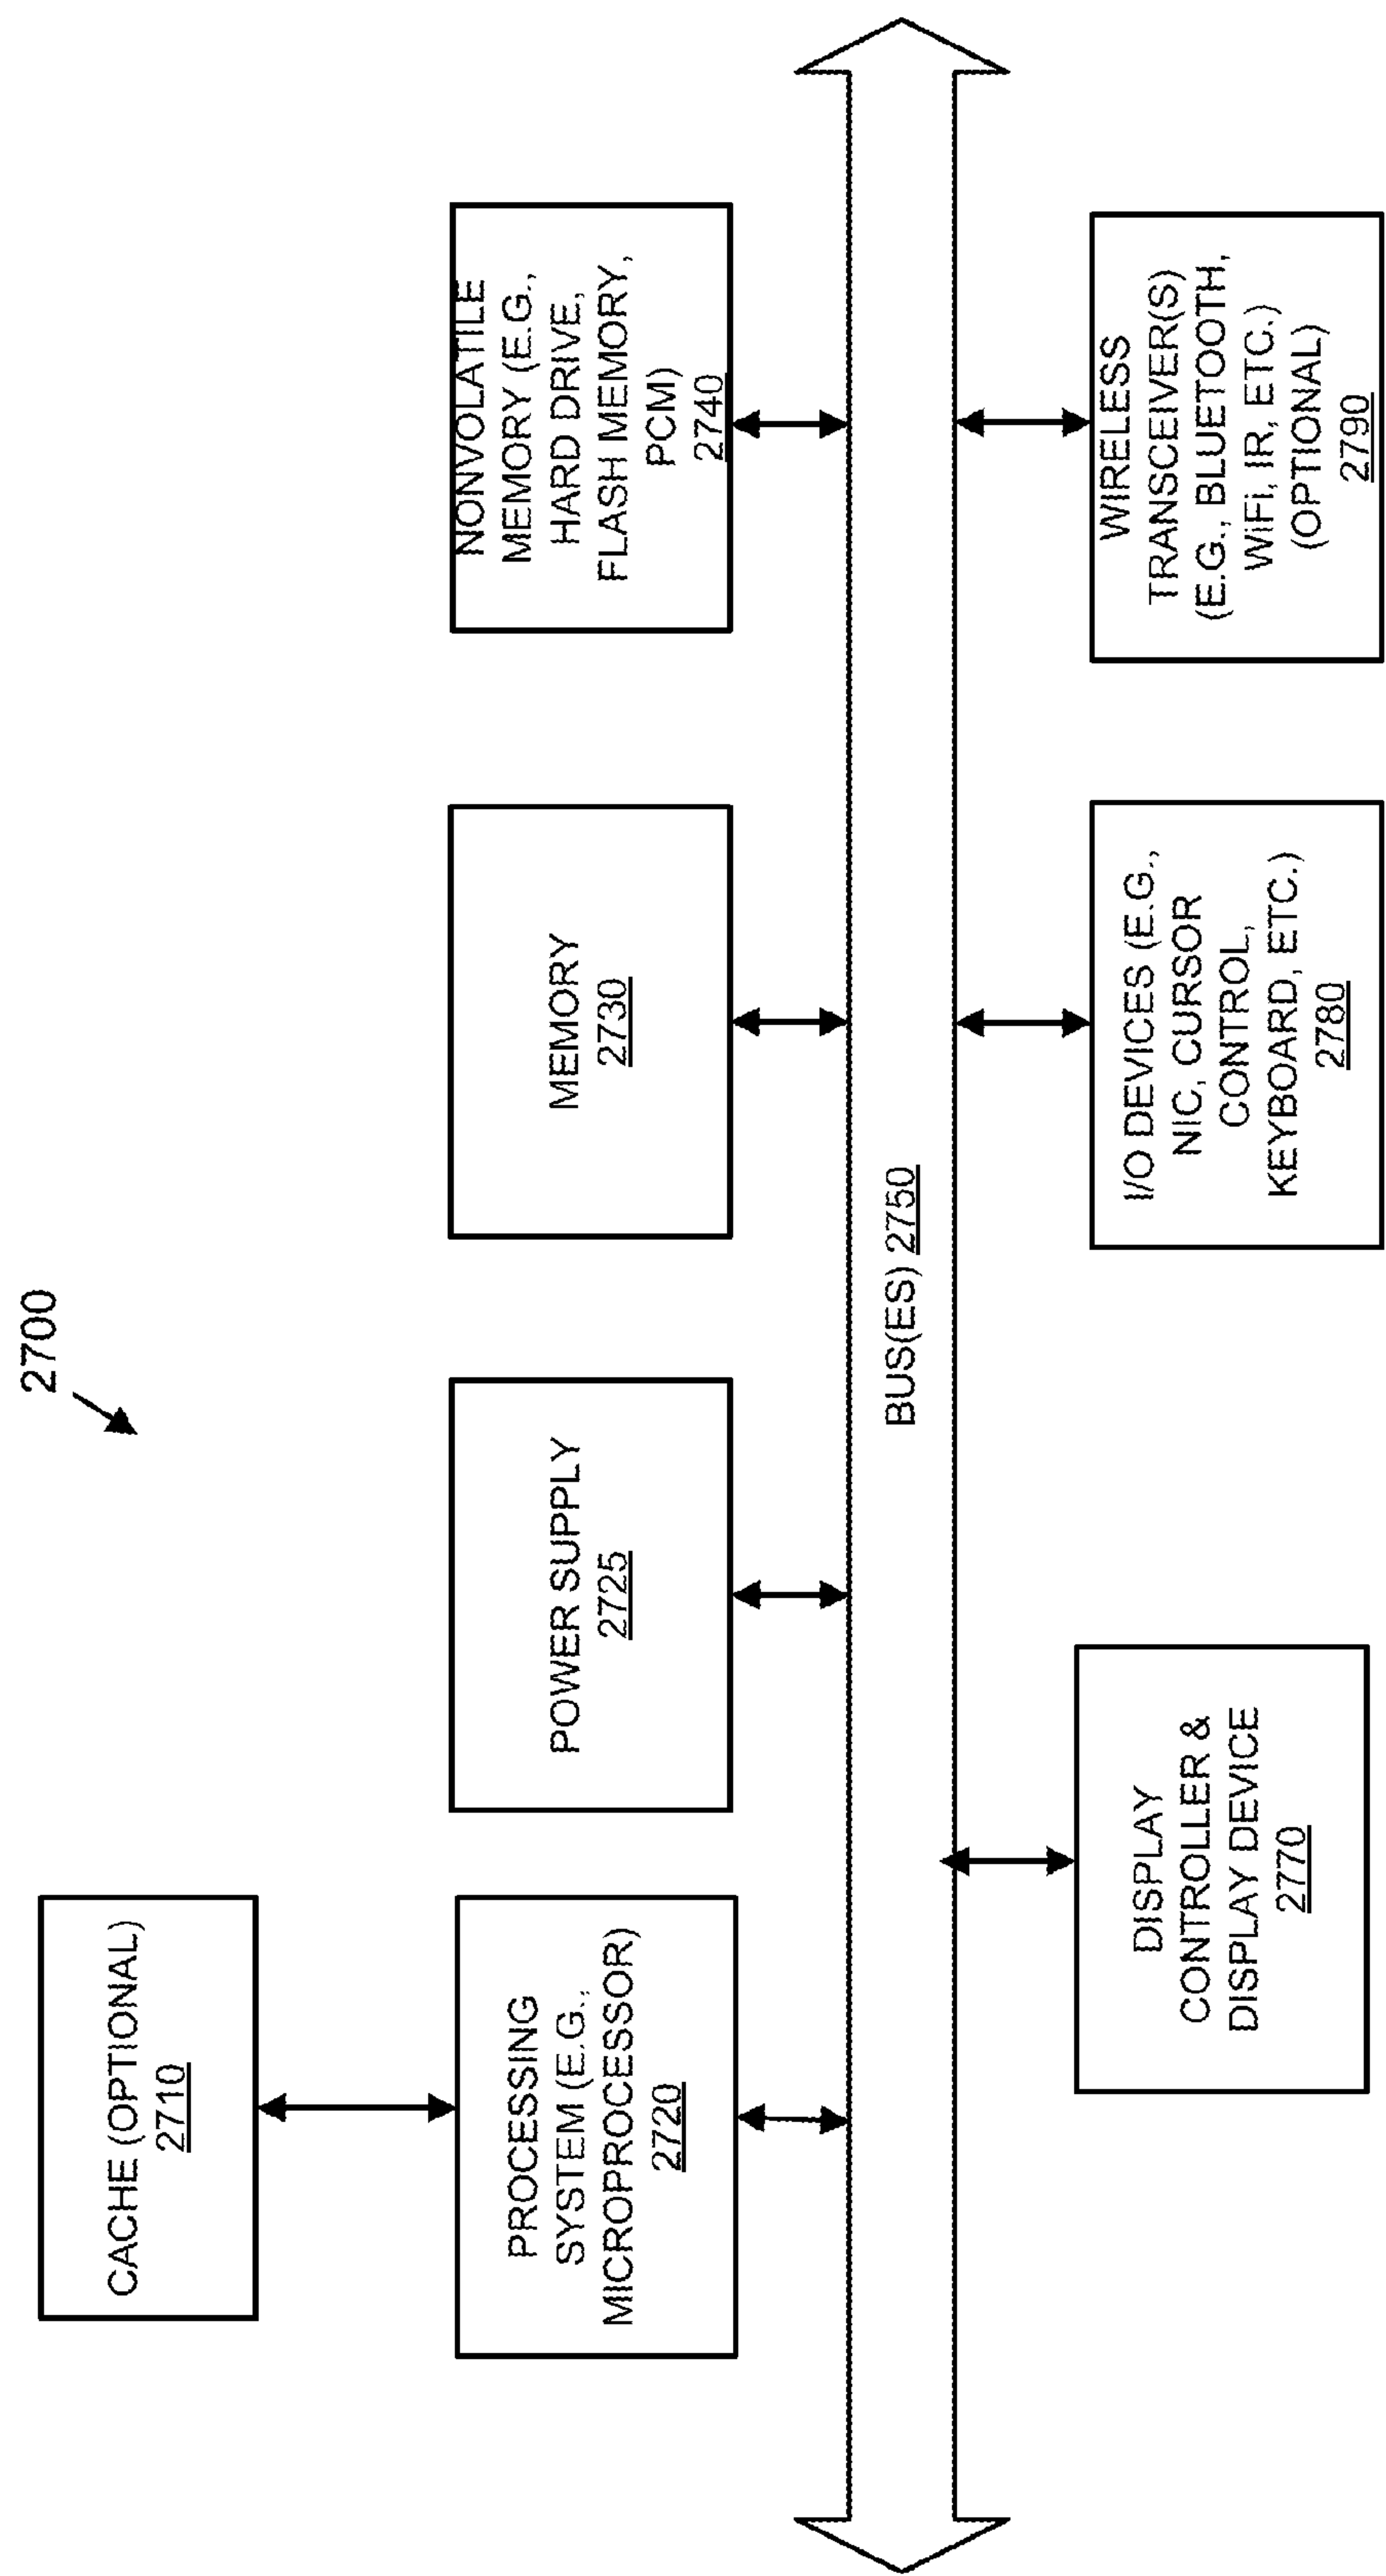 2700
CACHE (OPTIONAL)
2710
PROCESSING
SYSTEM (E.G.,
MICROPROCESSOR)
2720
POWER SUPPLY
2725
MEMORY
2730
NONVOLATILE
MEMORY (E.G.,
HARD DRIVE,
FLASH MEMORY,
PCM)
2740
BUS(ES) 2750
DISPLAY
CONTROLLER &
DISPLAY DEVICE
2770
I/O DEVICES (E.G.,
NIC, CURSOR
CONTROL,
KEYBOARD, ETC.)
2780
WIRELESS
TRANSCEIVER(S)
(E.G., BLUETOOTH,
WiFi, IR, ETC.)
(OPTIONAL)
2790